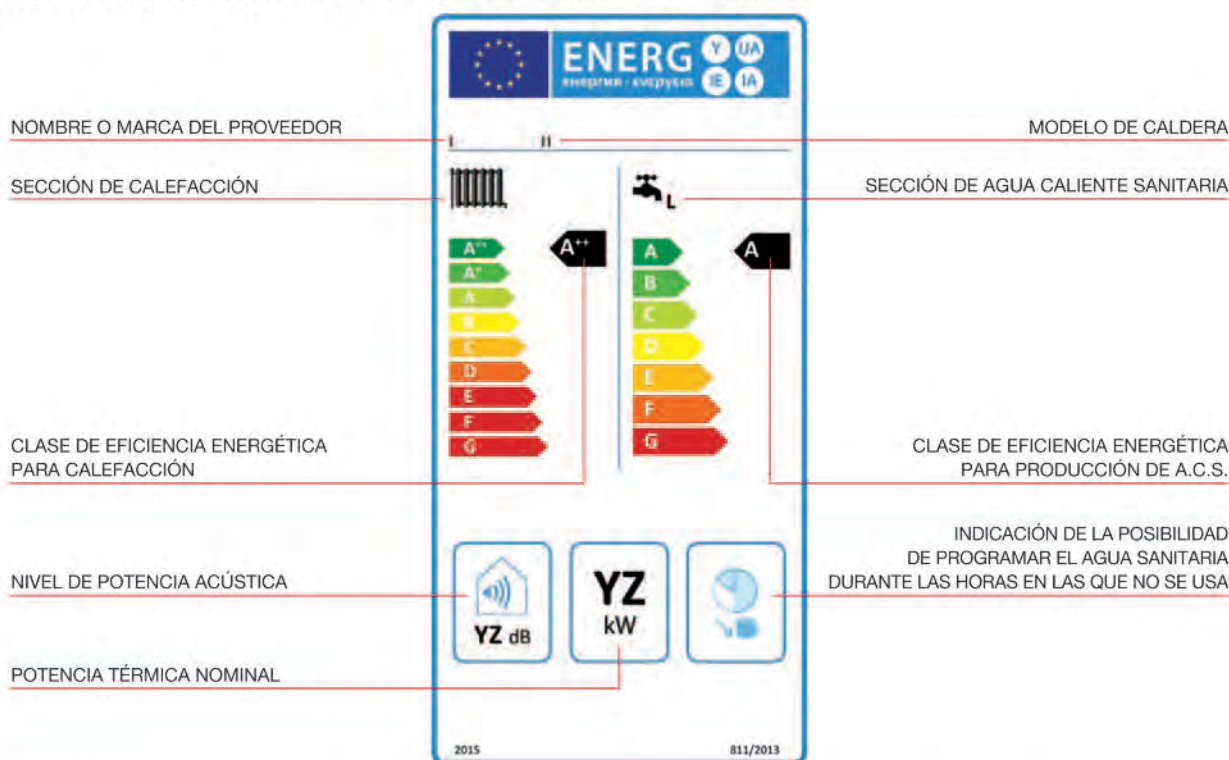 ENERG Y UA
енергия · ενεργεια IE IA
NOMBRE O MARCA DEL PROVEEDOR
I
II
MODELO DE CALDERA
SECCIÓN DE CALEFACCIÓN
L
SECCIÓN DE AGUA CALIENTE SANITARIA
A++
A+
A
B
C
D
E
F
G
A++
A
B
C
D
E
F
G
A
CLASE DE EFICIENCIA ENERGÉTICA
PARA CALEFACCIÓN
CLASE DE EFICIENCIA ENERGÉTICA
PARA PRODUCCIÓN DE A.C.S.
INDICACIÓN DE LA POSIBILIDAD
DE PROGRAMAR EL AGUA SANITARIA
DURANTE LAS HORAS EN LAS QUE NO SE USA
NIVEL DE POTENCIA ACÚSTICA
YZ dB
YZ
kW
POTENCIA TÉRMICA NOMINAL
2015
811/2013